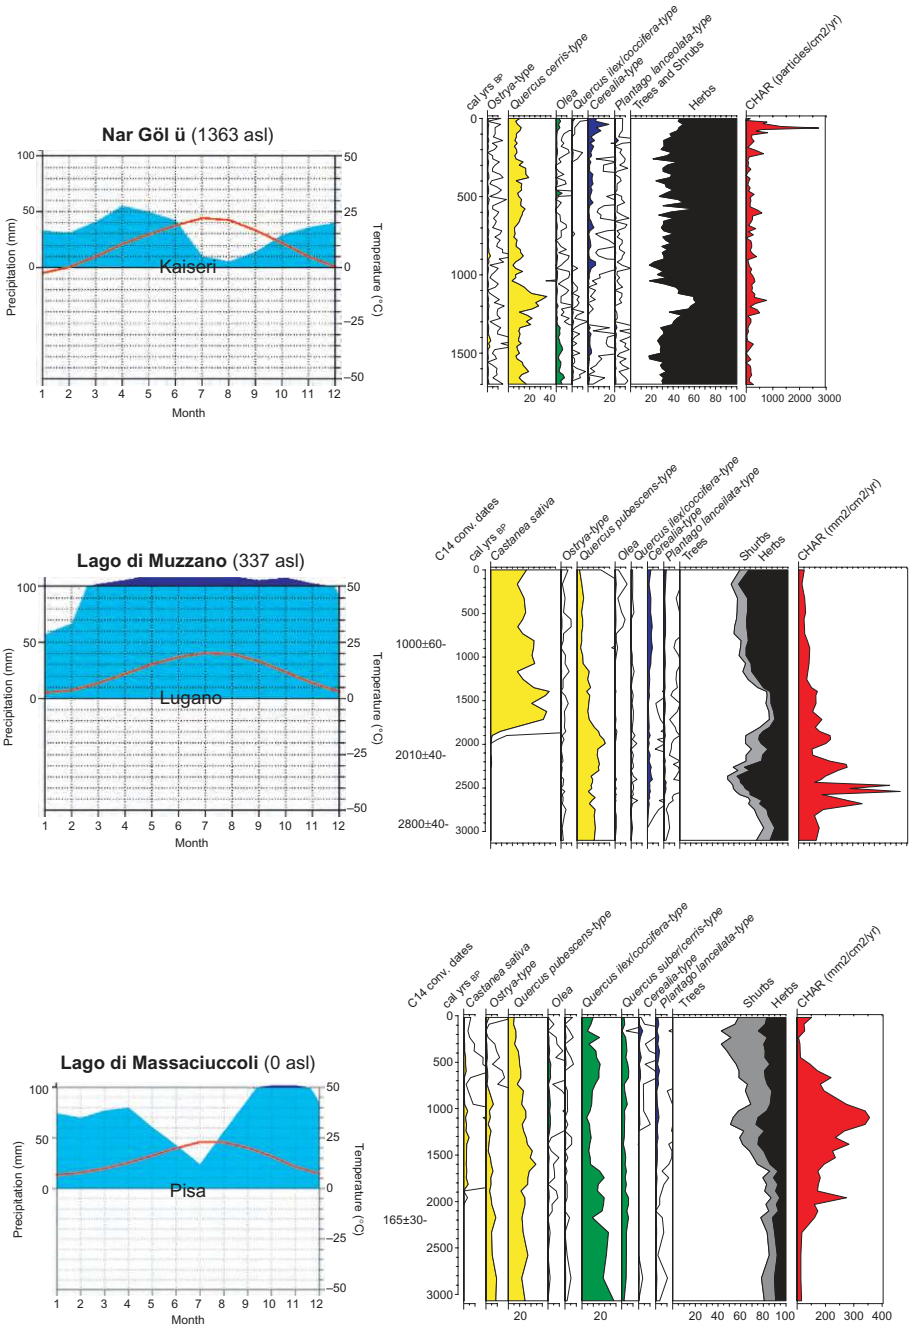 Nar Göl ü (1363 asl)
100
50
0
50
25
0
–25
–50
Precipitation (mm)
Temperature (°C)
Kaiseri
1 2 3 4 5 6 7 8 9 10 11 12
Month
cal yrs BP
Ostrya-type
Quercus cerris-type
Olea
Quercus ilex/coccifera-type
Cerealia-type
Plantago lanceolata-type
Trees and Shrubs
Herbs
CHAR (particles/cm2/yr)
0
500
1000
1500
20 40 20 40 60 80 100 1000 2000 3000
Lago di Muzzano (337 asl)
100
50
0
50
25
0
–25
–50
Precipitation (mm)
Temperature (°C)
Lugano
1 2 3 4 5 6 7 8 9 10 11 12
Month
C14 conv. dates
cal yrs BP
Castanea sativa
Ostrya-type
Quercus pubescens-type
Olea
Quercus ilex/coccifera-type
Cerealia-type
Plantago lanceilata-type
Trees
Shurbs
Herbs
CHAR (mm2/cm2/yr)
0
500
1000
1500
2000
2500
3000
1000±60-
2010±40-
2800±40-
Lago di Massaciuccoli (0 asl)
100
50
0
50
25
0
–25
–50
Precipitation (mm)
Temperature (°C)
Pisa
1 2 3 4 5 6 7 8 9 10 11 12
Month
C14 conv. dates
cal yrs BP
Castanea sativa
Ostrya-type
Quercus pubescens-type
Olea
Quercus ilex/coccifera-type
Quercus suber/cerris-type
Cerealia-type
Plantago lanceilata-type
Trees
Shurbs
Herbs
CHAR (mm2/cm2/yr)
0
500
1000
1500
2000
2500
3000
165±30-
20 20 20 40 60 80 100 200 300 400